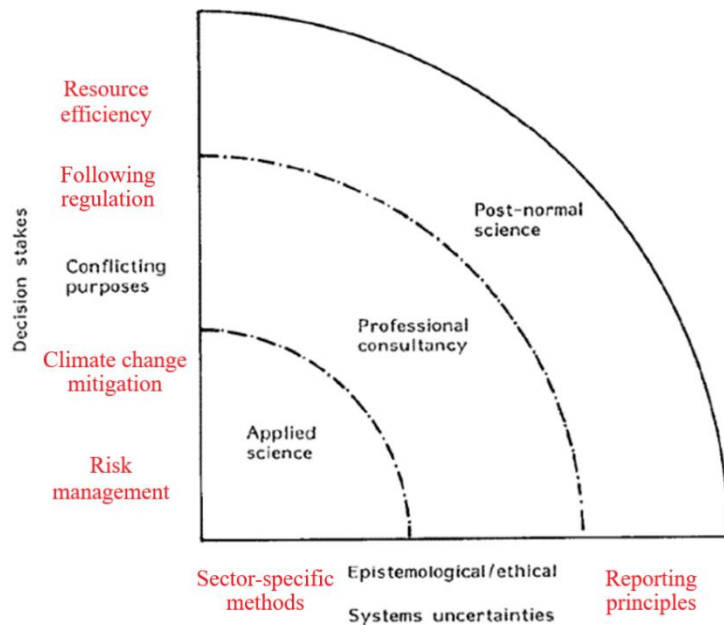 Resource
efficiency
Following
regulation
Decision stakes
Conflicting
purposes
Climate change
mitigation
Risk
management
Post-normal
science
Professional
consultancy
Applied
science
Sector-specific
methods
Epistemological/ethical
Systems uncertainties
Reporting
principles